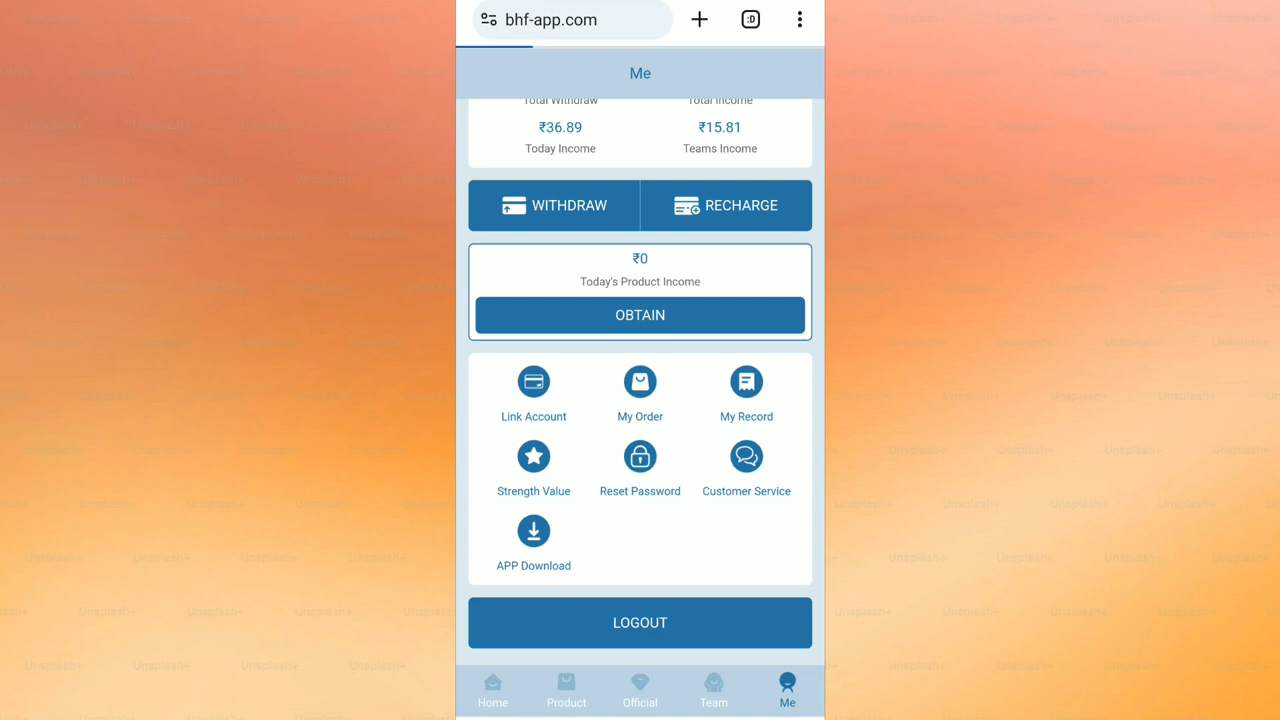 bhf-app.com
:D
Me
Total Withdraw Total Income
₹36.89 ₹15.81
Today Income Teams Income
WITHDRAW RECHARGE
₹0
Today's Product Income
OBTAIN
Link Account My Order My Record
Strength Value Reset Password Customer Service
APP Download
LOGOUT
Home Product Official Team Me
Unsplash+